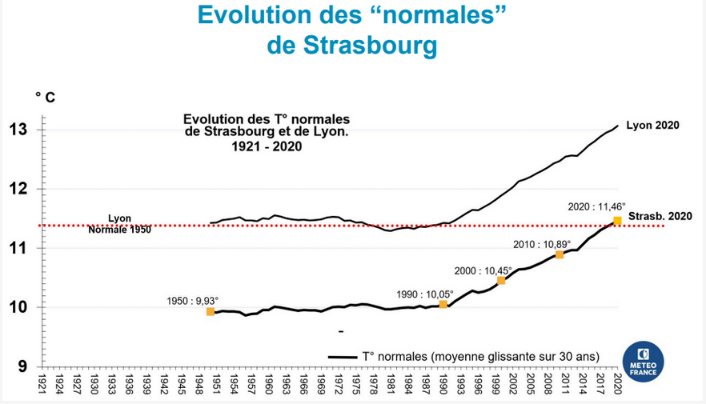 Evolution des “normales”
de Strasbourg
° C
Evolution des T° normales
de Strasbourg et de Lyon.
1921 - 2020
13
12
11
10
9
Lyon 2020
Lyon
Normale 1950
2020 : 11,46°
Strasb. 2020
2010 : 10,89°
2000 : 10,45°
1990 : 10,05°
1950 : 9,93°
T° normales (moyenne glissante sur 30 ans)
1921 1924 1927 1930 1933 1936 1939 1942 1945 1948 1951 1954 1957 1960 1963 1966 1969 1972 1975 1978 1981 1984 1987 1990 1993 1996 1999 2002 2005 2008 2011 2014 2017 2020
METEO
FRANCE